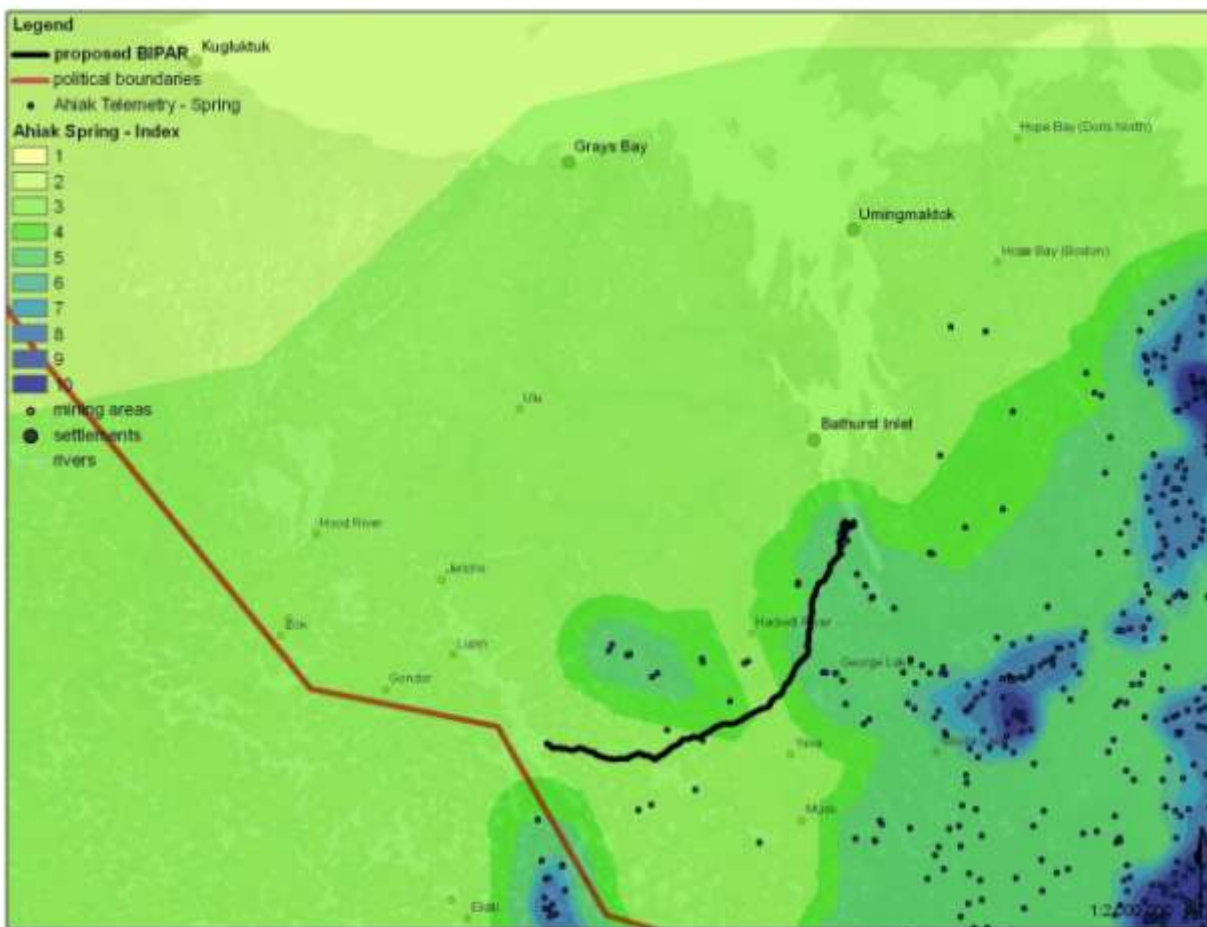 Legend
proposed BIPAR
political boundaries
Ahiak Telemetry - Spring
Ahiak Spring - Index
1
2
3
4
5
6
7
8
9
10
mining areas
settlements
rivers
Kugluktuk
Grays Bay
Hope Bay (Doris North)
Umingmaktok
Hope Bay (Boston)
Ulu
Bathurst Inlet
Hood River
Jericho
Izok
Lupin
Hackett River
George Lake
Gondor
Yava
Musk
Ekati